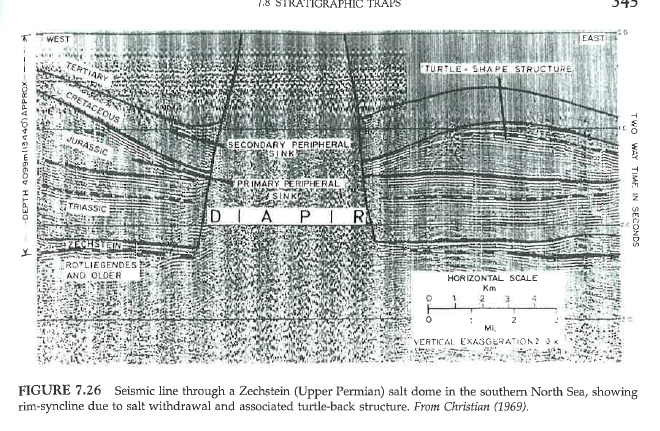 7.8 STRATIGRAPHIC TRAPS
345
WEST
EAST
TERTIARY
TURTLE-SHAPE STRUCTURE
CRETACEOUS
JURASSIC
SECONDARY PERIPHERAL
SINK
PRIMARY PERIPHERAL
SINK
TRIASSIC
DIAPIR
ZECHSTEIN
ROTLIEGENDES
AND OLDER
DEPTH 4099m (13440') APPROX
TWO WAY TIME IN SECONDS
HORIZONTAL SCALE
Km
0 1 2 3 4
0 1 2
Mi.
VERTICAL EXAGGERATION 2.0 x
FIGURE 7.26 Seismic line through a Zechstein (Upper Permian) salt dome in the southern North Sea, showing
rim-syncline due to salt withdrawal and associated turtle-back structure. From Christian (1969).